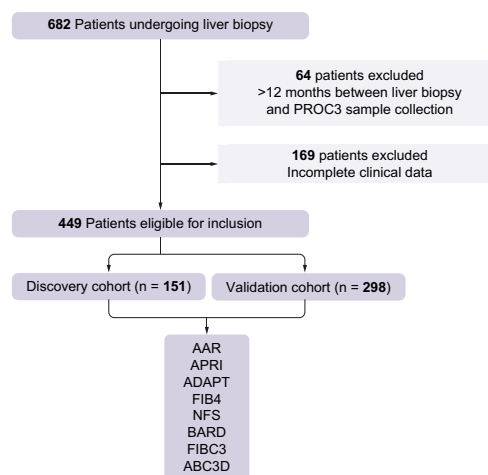 682 Patients undergoing liver biopsy
64 patients excluded
>12 months between liver biopsy
and PROC3 sample collection
169 patients excluded
Incomplete clinical data
449 Patients eligible for inclusion
Discovery cohort (n = 151)
Validation cohort (n = 298)
AAR
APRI
ADAPT
FIB4
NFS
BARD
FIBC3
ABC3D